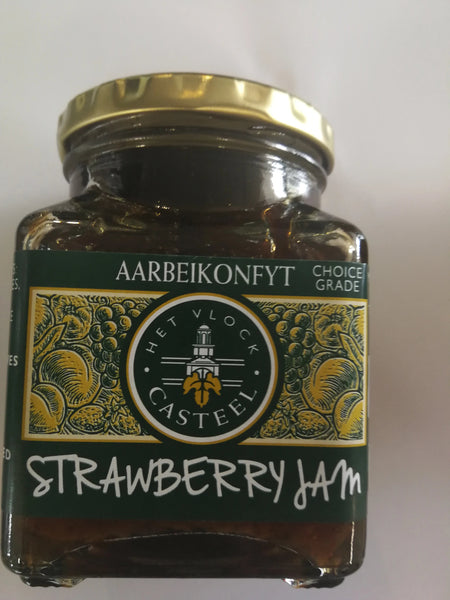 AARBEIKONFYT
CHOICE
GRADE
HET VLOCK
CASTEEL
STRAWBERRY JAM